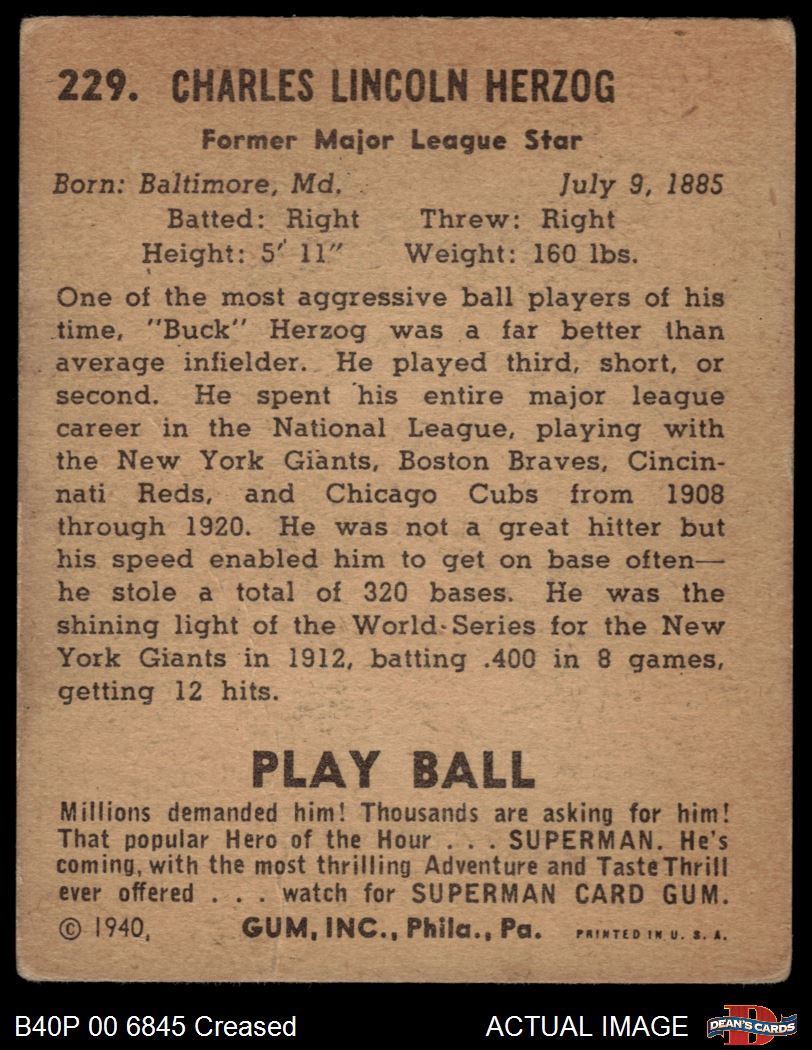 229. CHARLES LINCOLN HERZOG
Former Major League Star
Born: Baltimore, Md. July 9, 1885
Batted: Right Threw: Right
Height: 5' 11" Weight: 160 lbs.
One of the most aggressive ball players of his
time, "Buck" Herzog was a far better than
average infielder. He played third, short, or
second. He spent his entire major league
career in the National League, playing with
the New York Giants, Boston Braves, Cincin-
nati Reds, and Chicago Cubs from 1908
through 1920. He was not a great hitter but
his speed enabled him to get on base often—
he stole a total of 320 bases. He was the
shining light of the World-Series for the New
York Giants in 1912, batting .400 in 8 games,
getting 12 hits.
PLAY BALL
Millions demanded him! Thousands are asking for him!
That popular Hero of the Hour . . . SUPERMAN. He's
coming, with the most thrilling Adventure and Taste Thrill
ever offered . . . watch for SUPERMAN CARD GUM.
© 1940, GUM, INC., Phila., Pa. PRINTED IN U. S. A.
B40P 00 6845 Creased ACTUAL IMAGE D DEAN'S CARDS